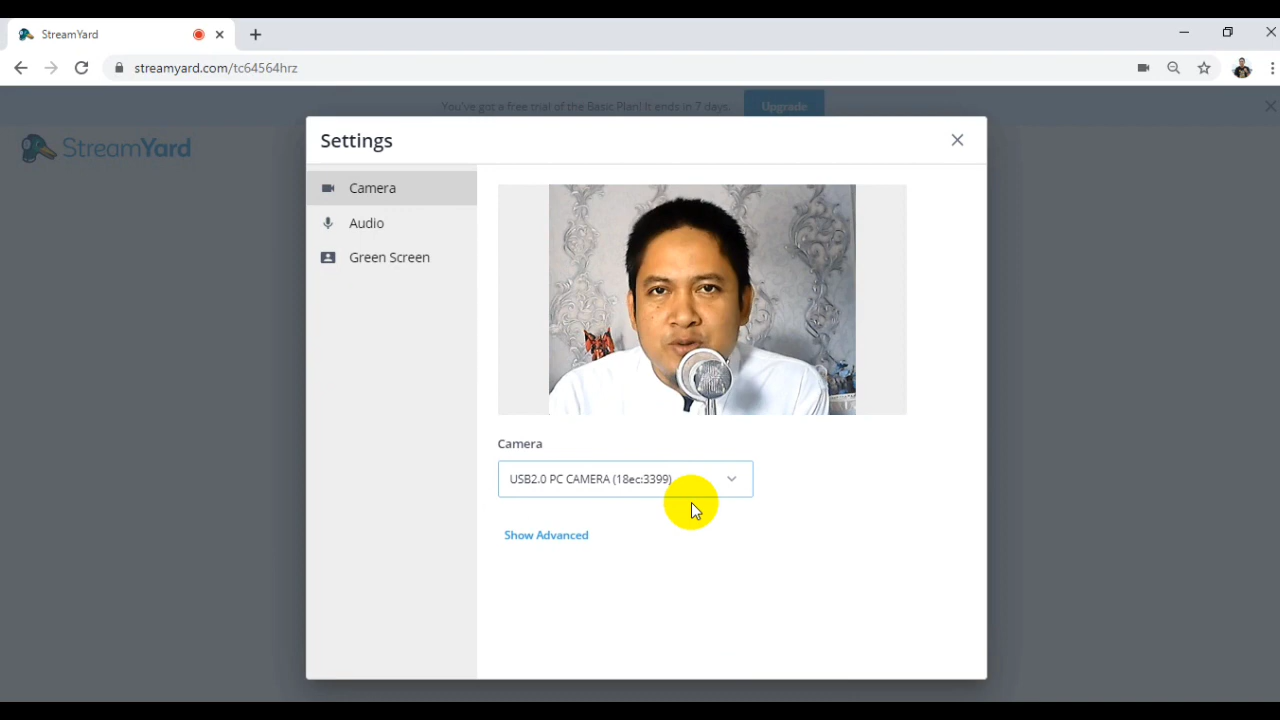 StreamYard
streamyard.com/tc64564hrz
You've got a free trial of the Basic Plan! It ends in 7 days.
Upgrade
StreamYard
Settings
Camera
Audio
Green Screen
Camera
USB2.0 PC CAMERA (18ec:3399)
Show Advanced